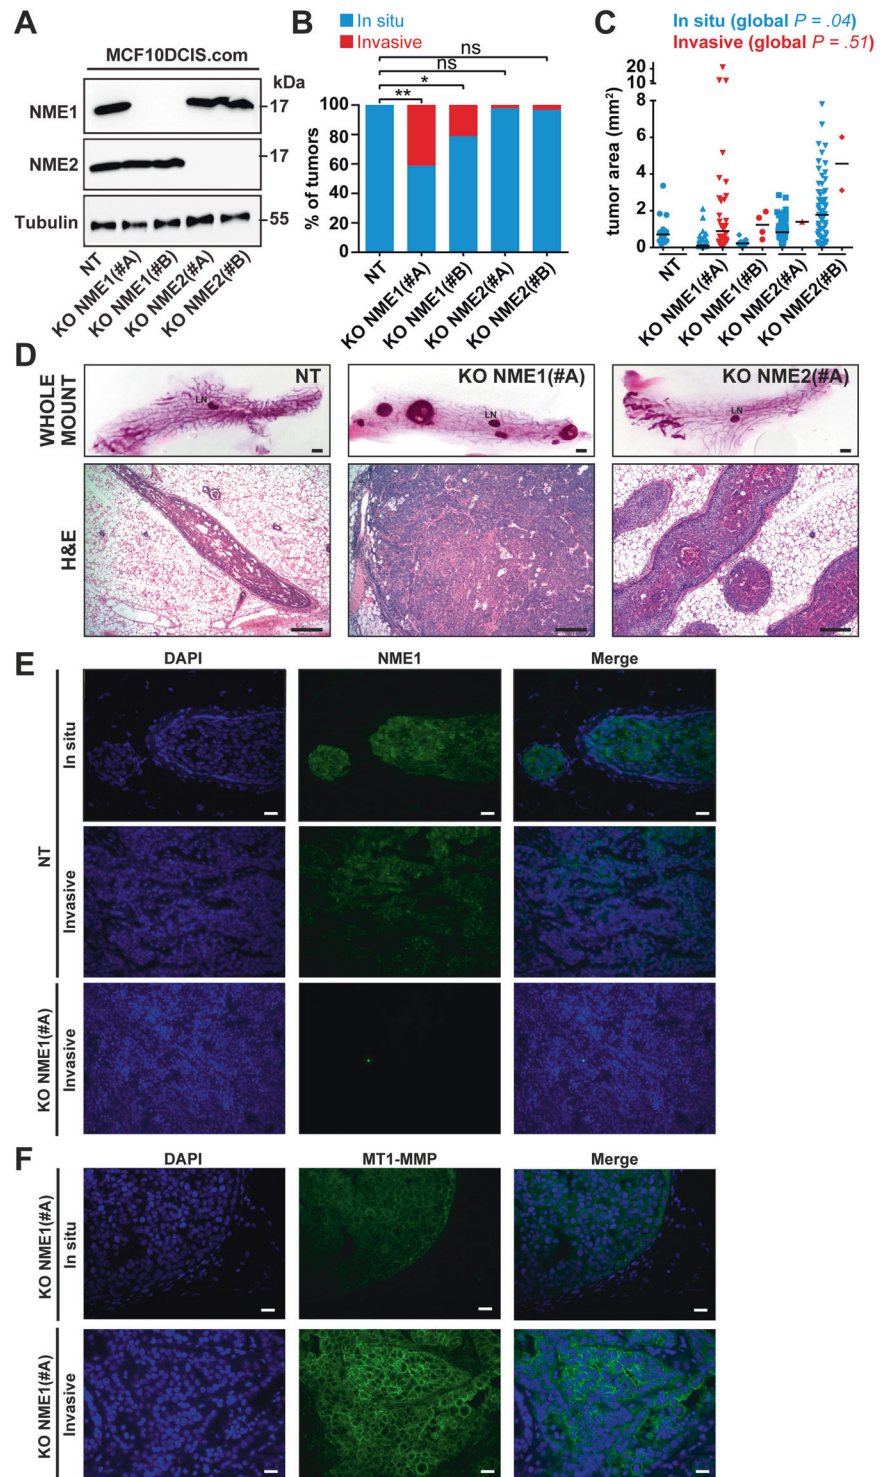 A
MCF10DCIS.com
kDa
NME1
17
NME2
17
Tubulin
55
NT
KO NME1(#A)
KO NME1(#B)
KO NME2(#A)
KO NME2(#B)
B
In situ
Invasive
ns
ns
*
**
% of tumors
100
80
60
40
20
0
NT
KO NME1(#A)
KO NME1(#B)
KO NME2(#A)
KO NME2(#B)
C
In situ (global P = .04)
Invasive (global P = .51)
tumor area (mm²)
20
10
8
6
4
2
0
NT
KO NME1(#A)
KO NME1(#B)
KO NME2(#A)
KO NME2(#B)
D
WHOLE
MOUNT
NT
LN
KO NME1(#A)
LN
KO NME2(#A)
LN
H&E
E
DAPI
NME1
Merge
NT
In situ
Invasive
KO NME1(#A)
Invasive
F
DAPI
MT1-MMP
Merge
KO NME1(#A)
In situ
KO NME1(#A)
Invasive